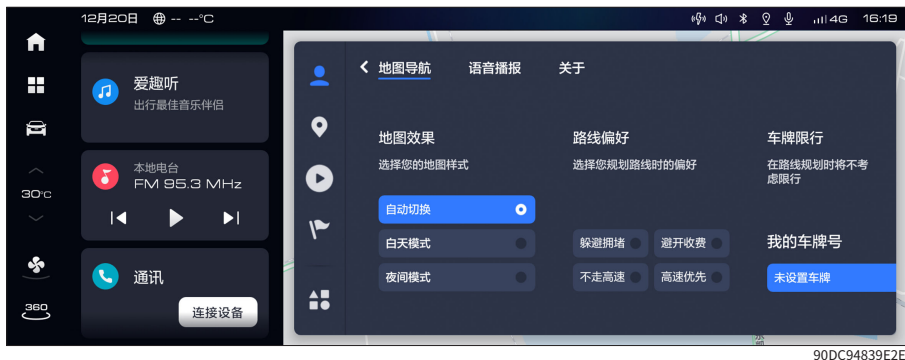 12月20日 -- --°C
4G 16:19
爱趣听
出行最佳音乐伴侣
本地电台
FM 95.3 MHz
30°C
通讯
连接设备
360
地图导航 语音播报 关于
地图效果
选择您的地图样式
自动切换
白天模式
夜间模式
路线偏好
选择您规划路线时的偏好
躲避拥堵 避开收费
不走高速 高速优先
车牌限行
在路线规划时将不考
虑限行
我的车牌号
未设置车牌
90DC94839E2E